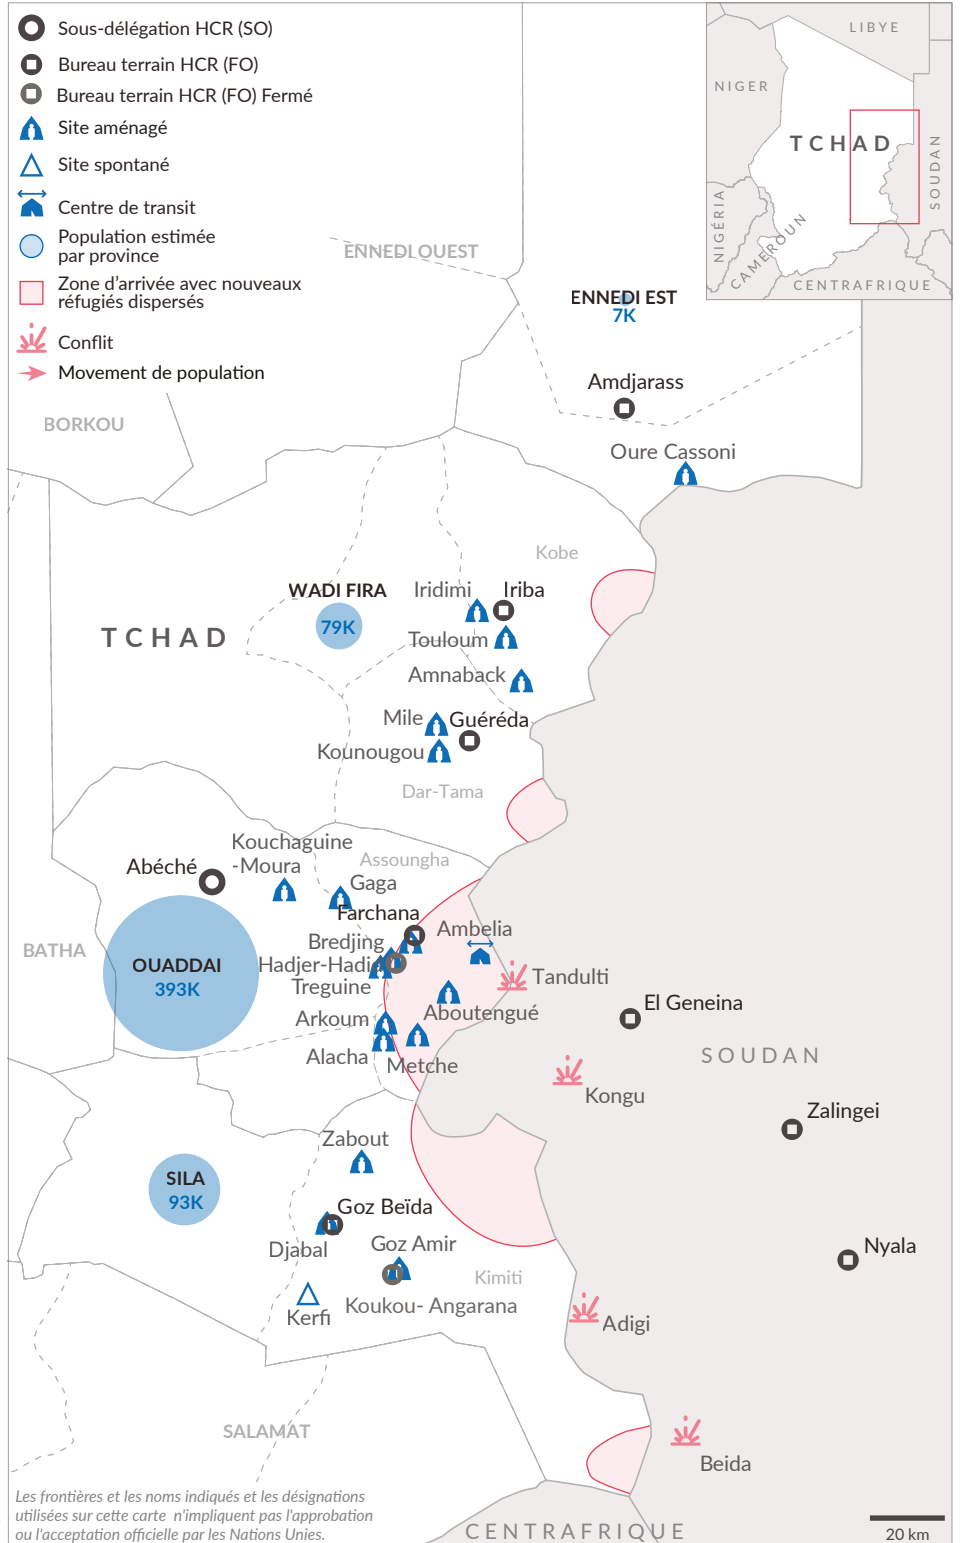 Sous-délégation HCR (SO)
Bureau terrain HCR (FO)
Bureau terrain HCR (FO) Fermé
Site aménagé
Site spontané
Centre de transit
Population estimée
par province
Zone d'arrivée avec nouveaux
réfugiés dispersés
Conflit
Movement de population
LIBYE
NIGER
TCHAD
SOUDAN
NIGÉRIA
CAMEROUN
CENTRAFRIQUE
ENNEDI OUEST
ENNEDI EST
7K
Amdjarass
BORKOU
Oure Cassoni
Kobe
WADI FIRA
79K
Iridimi
Iriba
TCHAD
Touloum
Amnaback
Mile
Guéréda
Kounougou
Dar-Tama
Kouchaguine
-Moura
Abéché
Assoungha
Gaga
Farchana
Ambelia
Bredjing
BATHA
OUADDAI
393K
Hadjer-Hadid
Treguine
Tandulti
Aboutengué
El Geneina
Arkoum
Alacha
Metche
SOUDAN
Kongu
Zalingei
Zabout
SILA
93K
Goz Beïda
Djabal
Goz Amir
Nyala
Kimiti
Koukou- Angarana
Kerfi
Adigi
SALAMAT
Beida
Les frontières et les noms indiqués et les désignations
utilisées sur cette carte n'impliquent pas l'approbation
ou l'acceptation officielle par les Nations Unies.
CENTRAFRIQUE
20 km